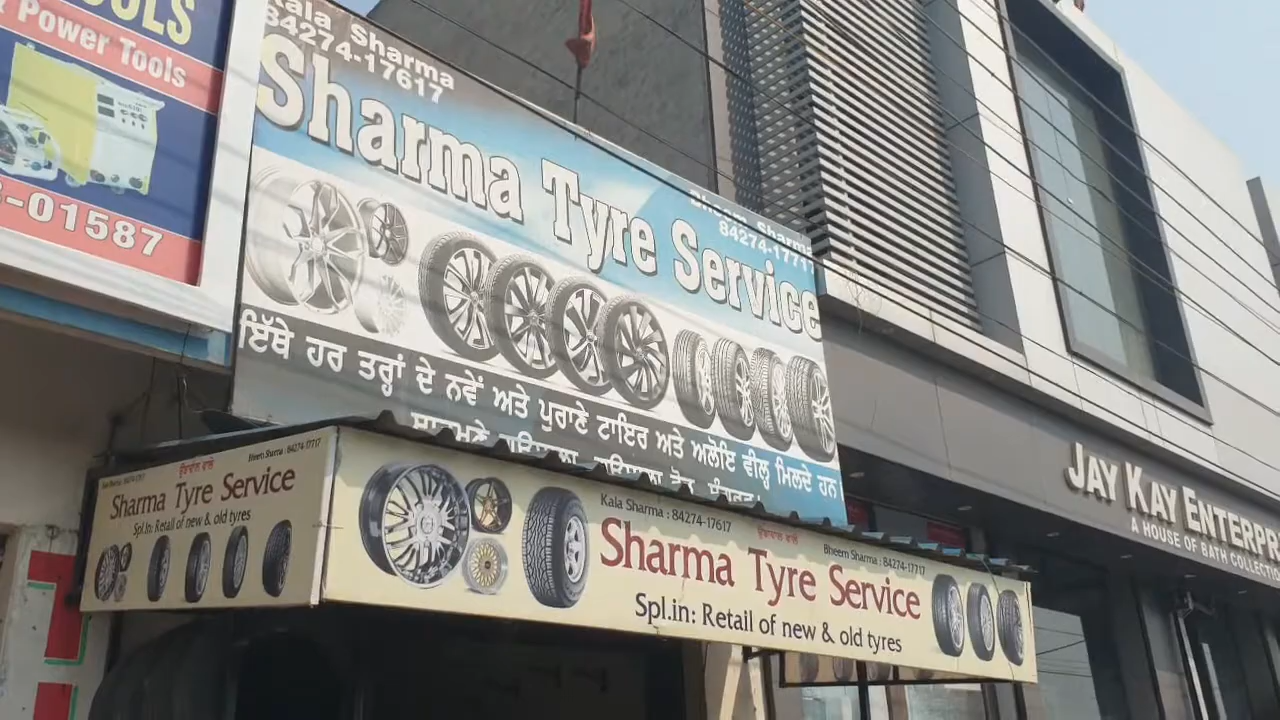 OOLS
Power Tools
-01587
Kala Sharma
84274-17617
Sharma Tyre Service
Bheem Sharma
84274-17717
ਇੱਥੇ ਹਰ ਤਰ੍ਹਾਂ ਦੇ ਨਵੇਂ ਅਤੇ ਪੁਰਾਣੇ ਟਾਇਰ ਅਤੇ ਅਲੋਇ ਵੀਲ੍ਹ ਮਿਲਦੇ ਹਨ
ਸਾਹਮਣੇ
Bheem Sharma : 84274-17717
Sharma Tyre Service
Spl.in: Retail of new & old tyres
Kala Sharma : 84274-17617
Bheem Sharma : 84274-17717
Sharma Tyre Service
Spl.in: Retail of new & old tyres
JAY KAY ENTERPR
A HOUSE OF BATH COLLECTIO